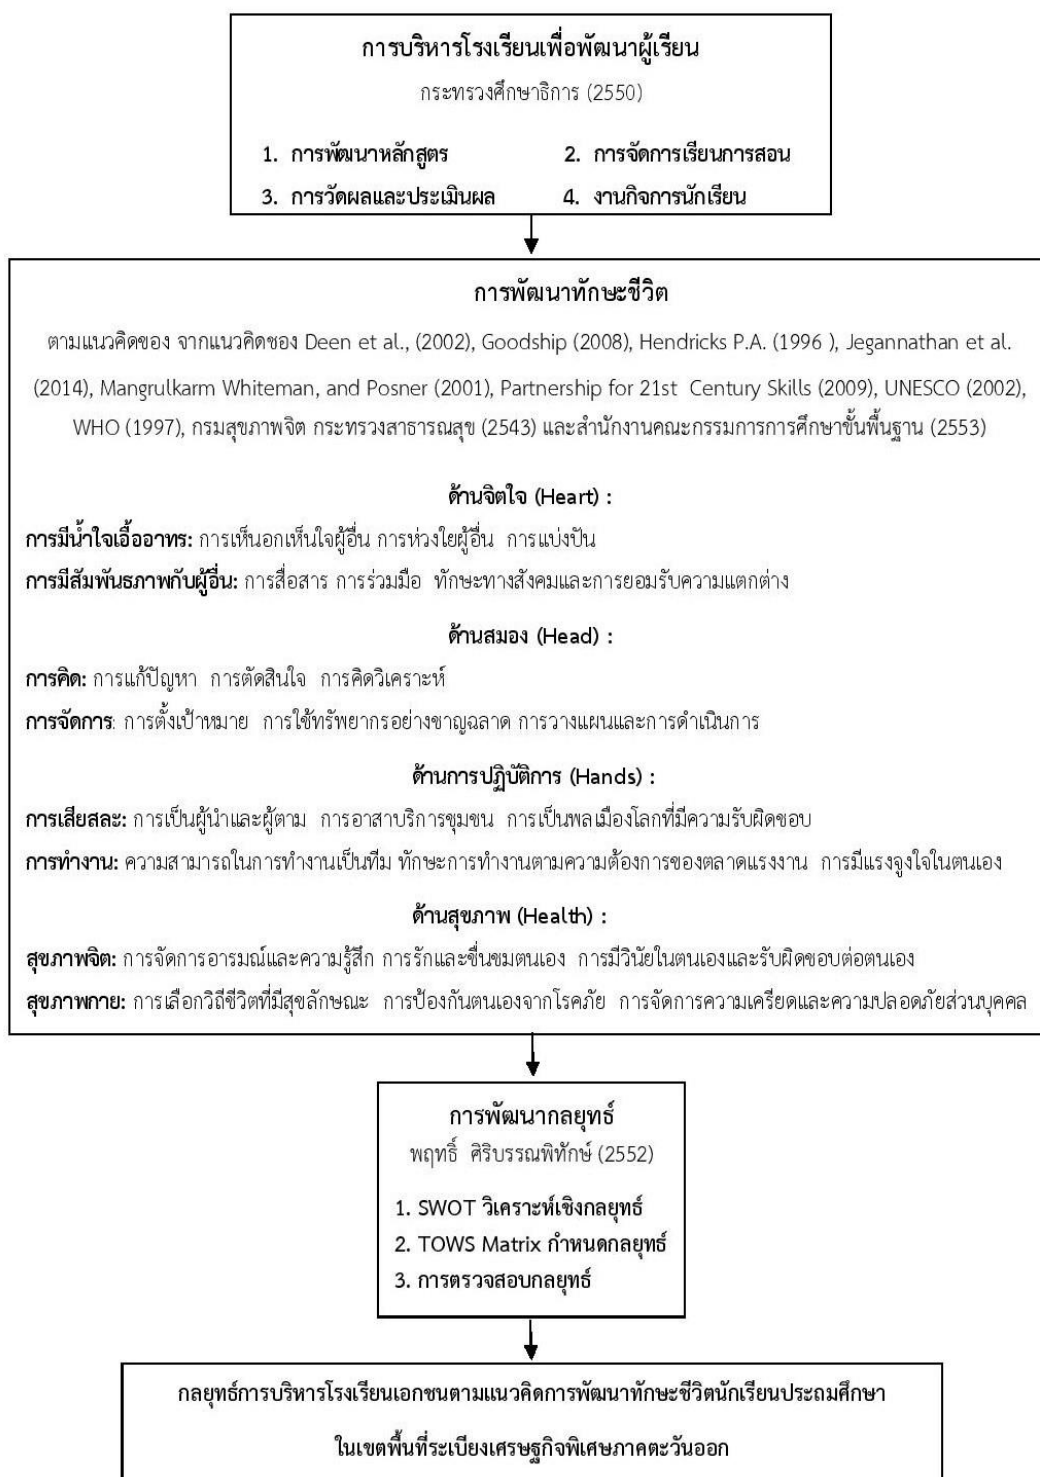 การบริหารโรงเรียนเพื่อพัฒนาผู้เรียน
กระทรวงศึกษาธิการ (2550)
1. การพัฒนาหลักสูตร 2. การจัดการเรียนการสอน
3. การวัดผลและประเมินผล 4. งานกิจการนักเรียน
การพัฒนาทักษะชีวิต
ตามแนวคิดของ จากแนวคิดชอง Deen et al., (2002), Goodship (2008), Hendricks P.A. (1996 ), Jegannathan et al.
(2014), Mangrulkarm Whiteman, and Posner (2001), Partnership for 21st Century Skills (2009), UNESCO (2002),
WHO (1997), กรมสุขภาพจิต กระทรวงสาธารณสุข (2543) และสำนักงานคณะกรรมการการศึกษาขั้นพื้นฐาน (2553)
ด้านจิตใจ (Heart) :
การมีน้ำใจเอื้ออาทร: การเห็นอกเห็นใจผู้อื่น การห่วงใยผู้อื่น การแบ่งปัน
การมีสัมพันธภาพกับผู้อื่น: การสื่อสาร การร่วมมือ ทักษะทางสังคมและการยอมรับความแตกต่าง
ด้านสมอง (Head) :
การคิด: การแก้ปัญหา การตัดสินใจ การคิดวิเคราะห์
การจัดการ: การตั้งเป้าหมาย การใช้ทรัพยากรอย่างชาญฉลาด การวางแผนและการดำเนินการ
ด้านการปฏิบัติการ (Hands) :
การเสียสละ: การเป็นผู้นำและผู้ตาม การอาสาบริการชุมชน การเป็นพลเมืองโลกที่มีความรับผิดชอบ
การทำงาน: ความสามารถในการทำงานเป็นทีม ทักษะการทำงานตามความต้องการของตลาดแรงงาน การมีแรงจูงใจในตนเอง
ด้านสุขภาพ (Health) :
สุขภาพจิต: การจัดการอารมณ์และความรู้สึก การรักและชื่นชมตนเอง การมีวินัยในตนเองและรับผิดชอบต่อตนเอง
สุขภาพกาย: การเลือกวิถีชีวิตที่มีสุขลักษณะ การป้องกันตนเองจากโรคภัย การจัดการความเครียดและความปลอดภัยส่วนบุคคล
การพัฒนากลยุทธ์
พฤทธิ์ ศิริบรรณพิทักษ์ (2552)
1. SWOT วิเคราะห์เชิงกลยุทธ์
2. TOWS Matrix กำหนดกลยุทธ์
3. การตรวจสอบกลยุทธ์
กลยุทธ์การบริหารโรงเรียนเอกชนตามแนวคิดการพัฒนาทักษะชีวิตนักเรียนประถมศึกษา
ในเขตพื้นที่ระเบียงเศรษฐกิจพิเศษภาคตะวันออก